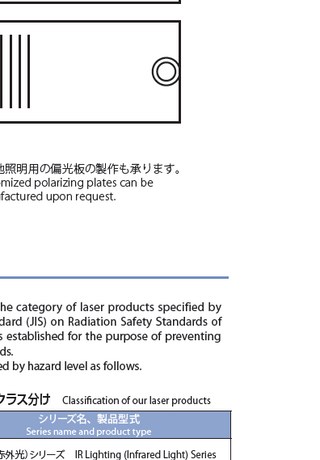 照明用の偏光板の製作も承ります。
mized polarizing plates can be
factured upon request.
he category of laser products specified by
dard (JIS) on Radiation Safety Standards of
s established for the purpose of preventing
ds.
ed by hazard level as follows.
クラス分け Classification of our laser products
シリーズ名、製品型式
Series name and product type
赤外光)シリーズ IR Lighting (Infrared Light) Series